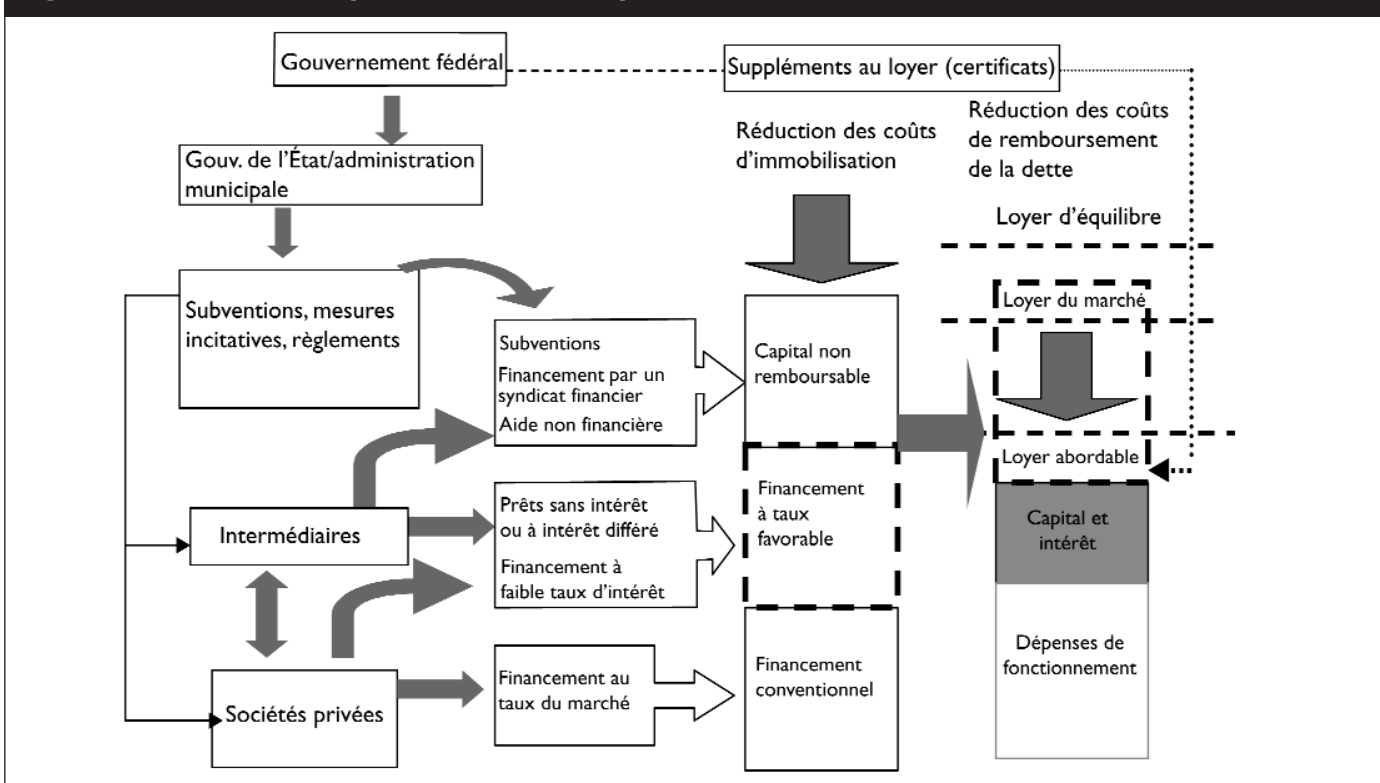 Gouvernement fédéral
Suppléments au loyer (certificats)
Gouv. de l'État/administration
municipale
Réduction des coûts
d'immobilisation
Réduction des coûts
de remboursement
de la dette
Loyer d'équilibre
Subventions, mesures
incitatives, règlements
Subventions
Financement par un
syndicat financier
Aide non financière
Capital non
remboursable
Loyer du marché
Loyer abordable
Intermédiaires
Prêts sans intérêt
ou à intérêt différé
Financement à
faible taux d'intérêt
Financement
à taux
favorable
Capital et
intérêt
Sociétés privées
Financement au
taux du marché
Financement
conventionnel
Dépenses de
fonctionnement